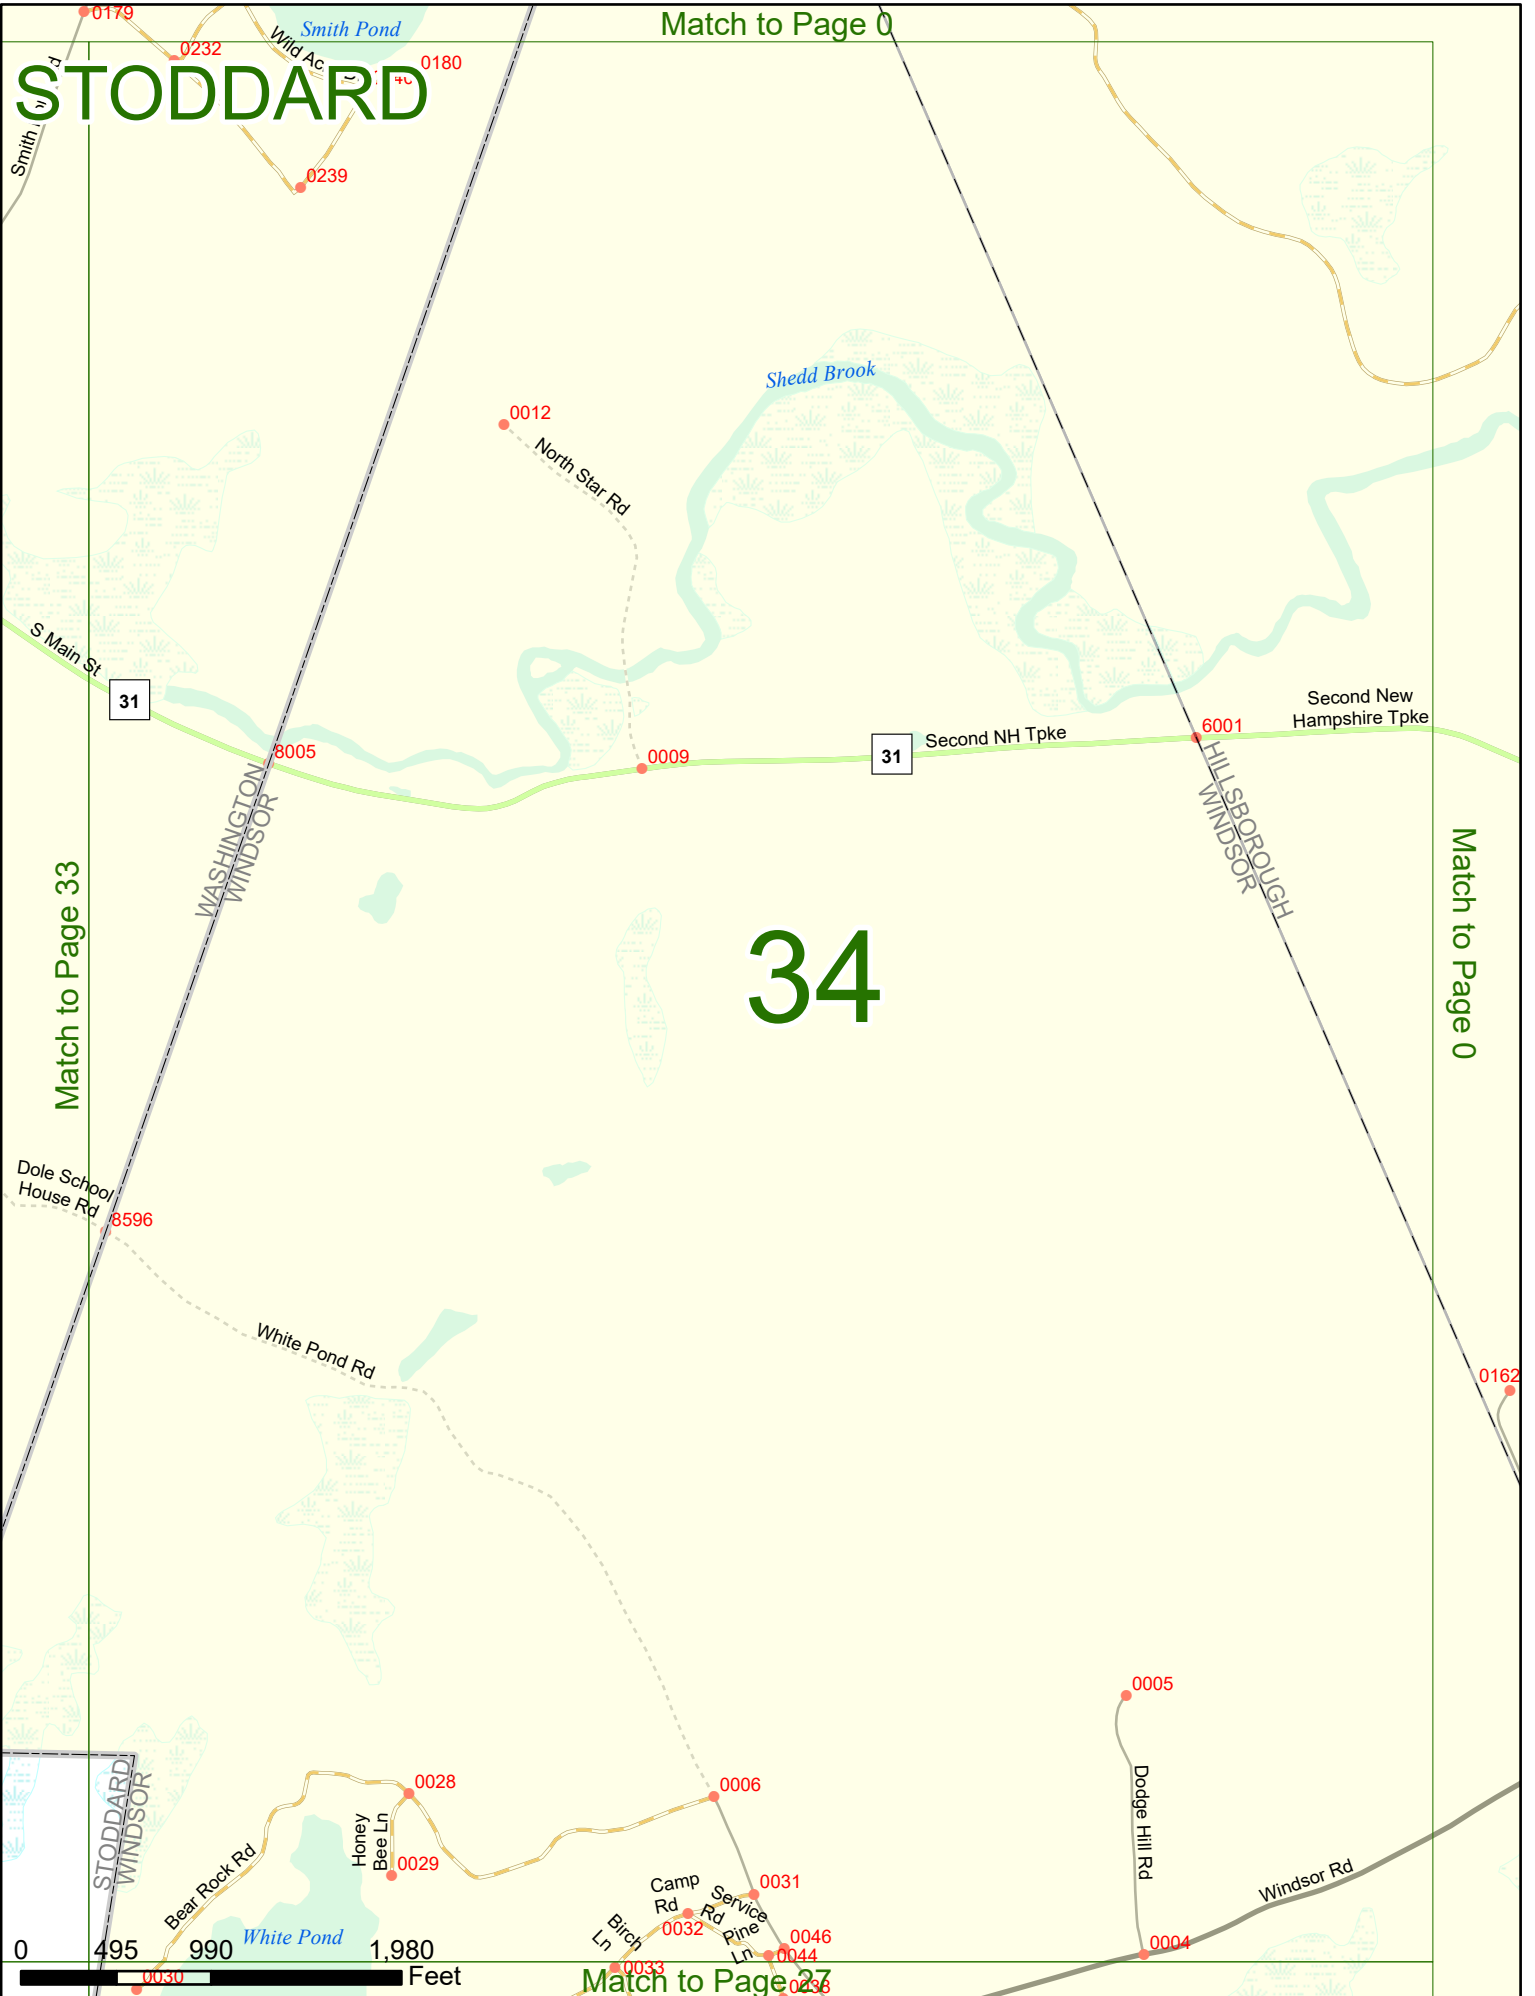 0179
Smith Pond
Match to Page 0
0232
Wild Ac
0180
STODDARD
Smith
0239
Shedd Brook
0012
North Star Rd
S Main St
31
8005
0009
31
Second NH Tpke
6001
Second New
Hampshire Tpke
WASHINGTON
WINDSOR
HILLSBOROUGH
WINDSOR
Match to Page 33
34
Match to Page 0
Dole School
House Rd
8596
White Pond Rd
0162
0005
STODDARD
WINDSOR
0028
0006
Honey
Bee Ln
0029
Dodge Hill Rd
Bear Rock Rd
Camp
Rd
Service
Rd
0031
Windsor Rd
0032
Birch
Ln
Pine
Ln
0046
0044
0004
White Pond
0 495 990 1,980
Feet
0030
0033
Match to Page 27